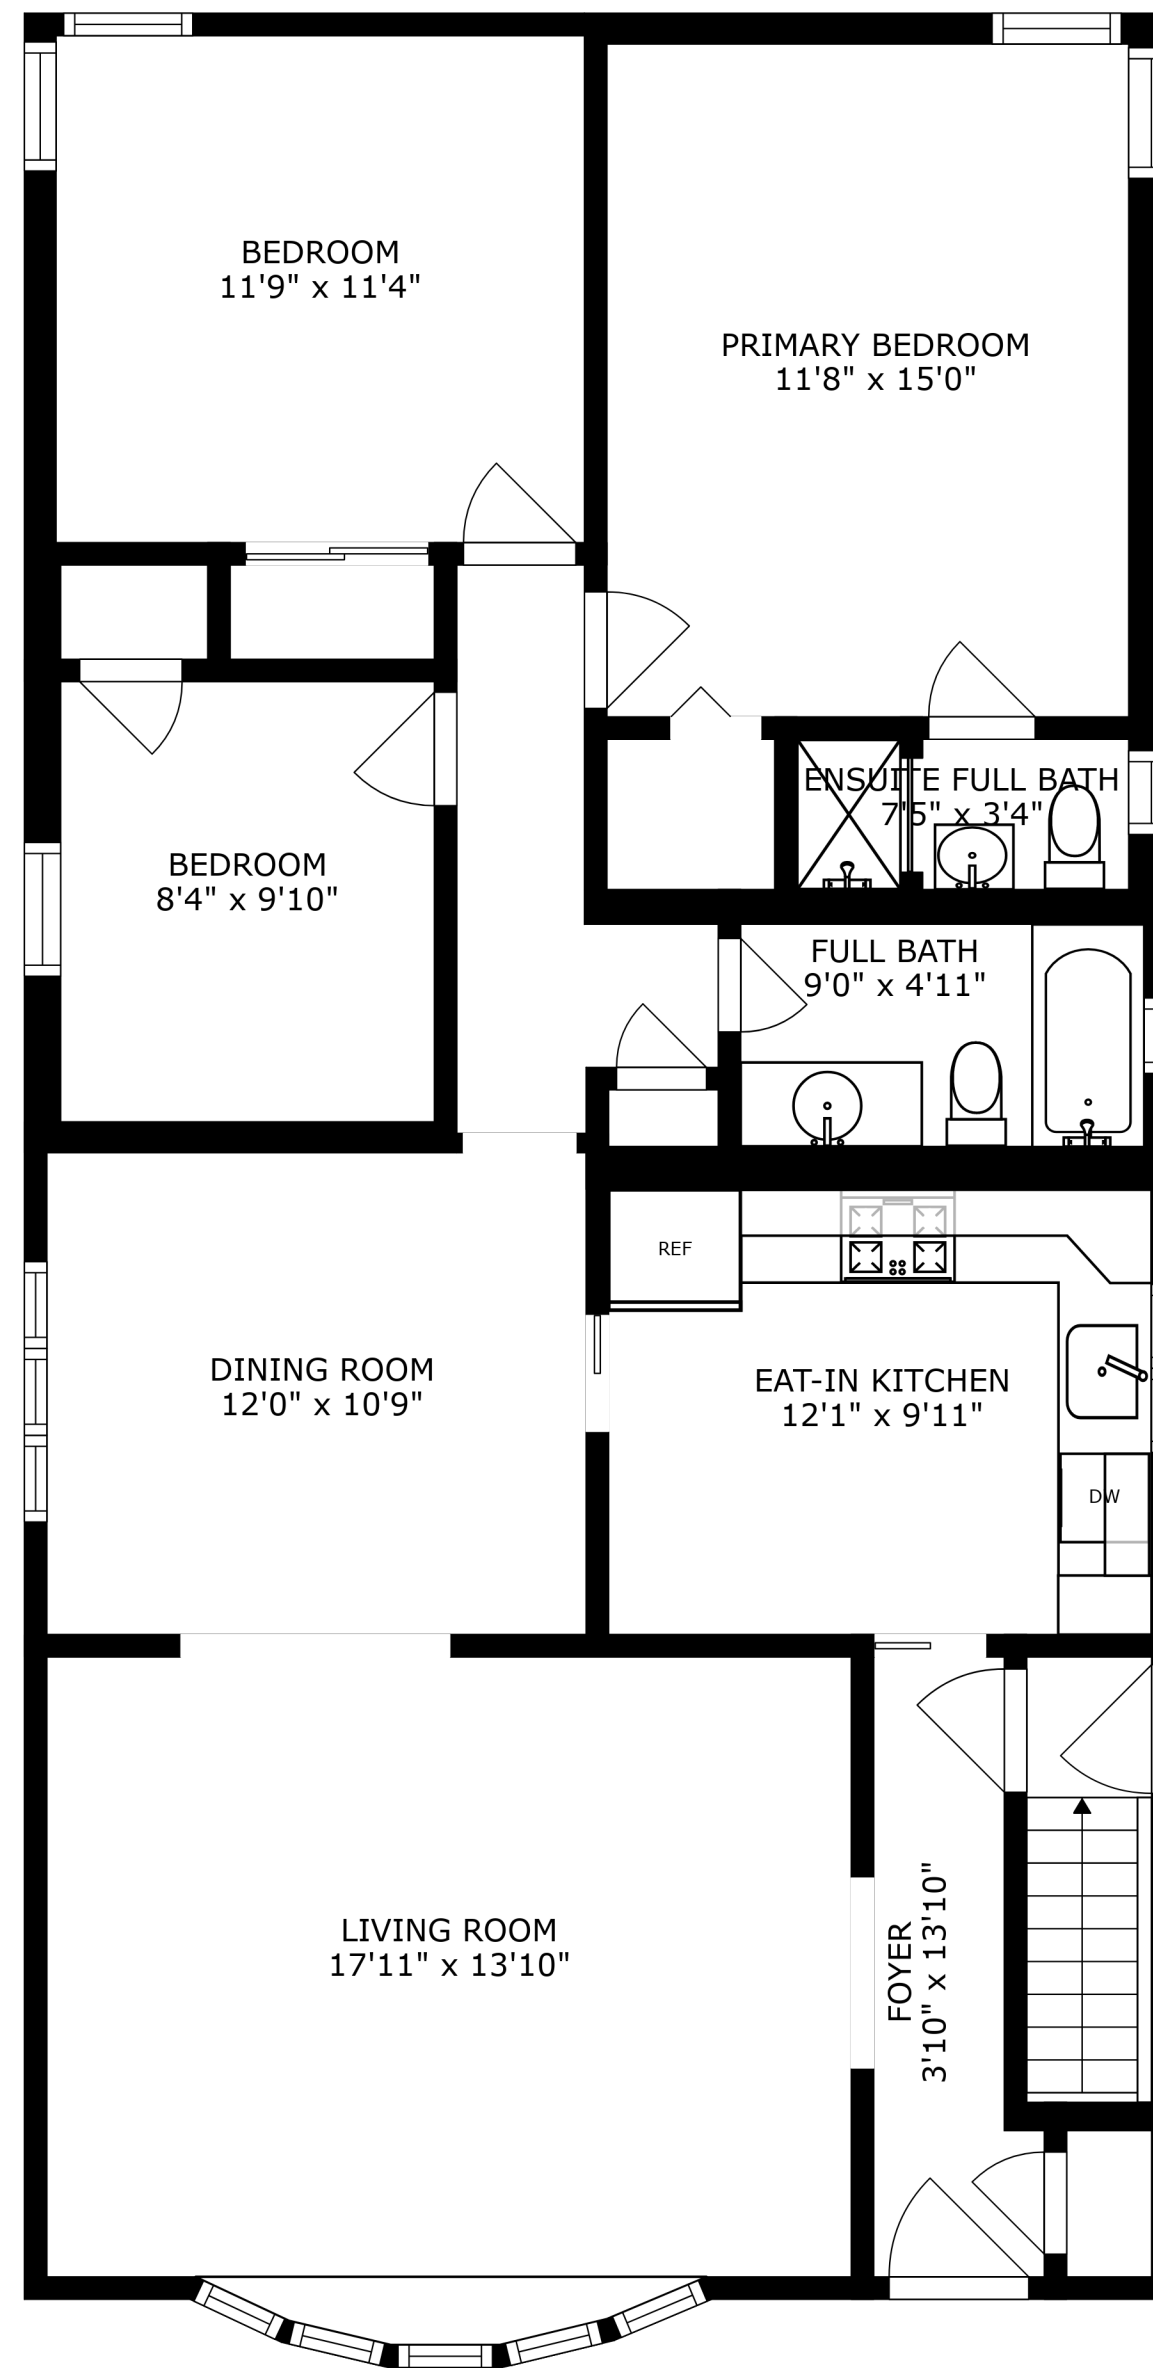 BEDROOM
11'9" x 11'4"
PRIMARY BEDROOM
11'8" x 15'0"
ENSUITE FULL BATH
7'5" x 3'4"
BEDROOM
8'4" x 9'10"
FULL BATH
9'0" x 4'11"
REF
DINING ROOM
12'0" x 10'9"
EAT-IN KITCHEN
12'1" x 9'11"
DW
LIVING ROOM
17'11" x 13'10"
FOYER
3'10" x 13'10"